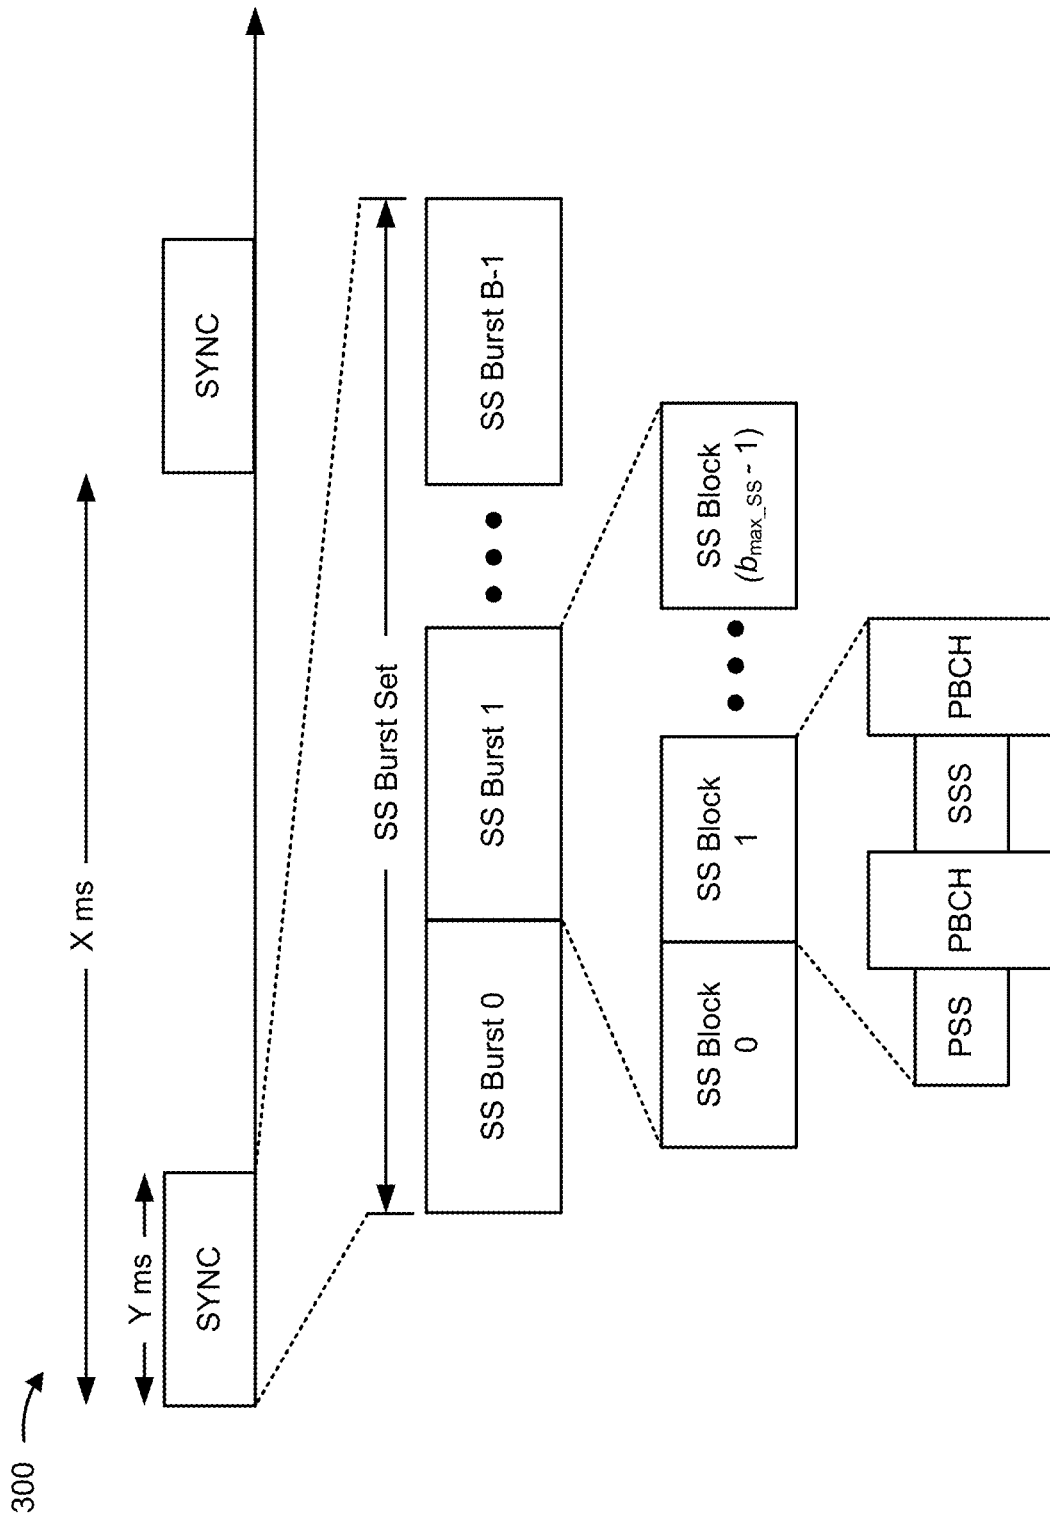 300
X ms
Y ms
SYNC
SYNC
SS Burst Set
SS Burst 0
SS Burst 1
SS Burst B-1
SS Block
0
SS Block
1
SS Block
(b_max_SS - 1)
PSS
PBCH
SSS
PBCH